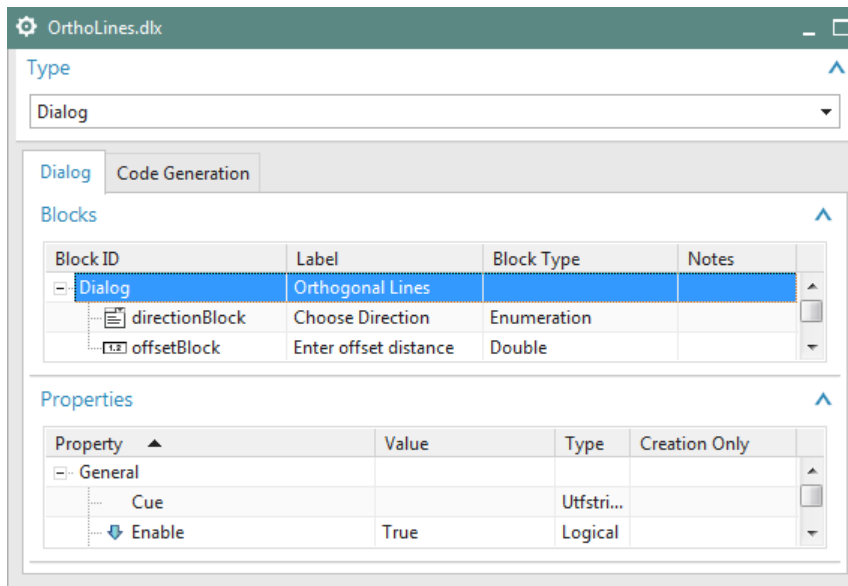 OrthoLines.dlx
Type
Dialog
Dialog Code Generation
Blocks
Block ID Label Block Type Notes
Dialog Orthogonal Lines
directionBlock Choose Direction Enumeration
1.2 offsetBlock Enter offset distance Double
Properties
Property Value Type Creation Only
General
Cue Utfstri...
Enable True Logical